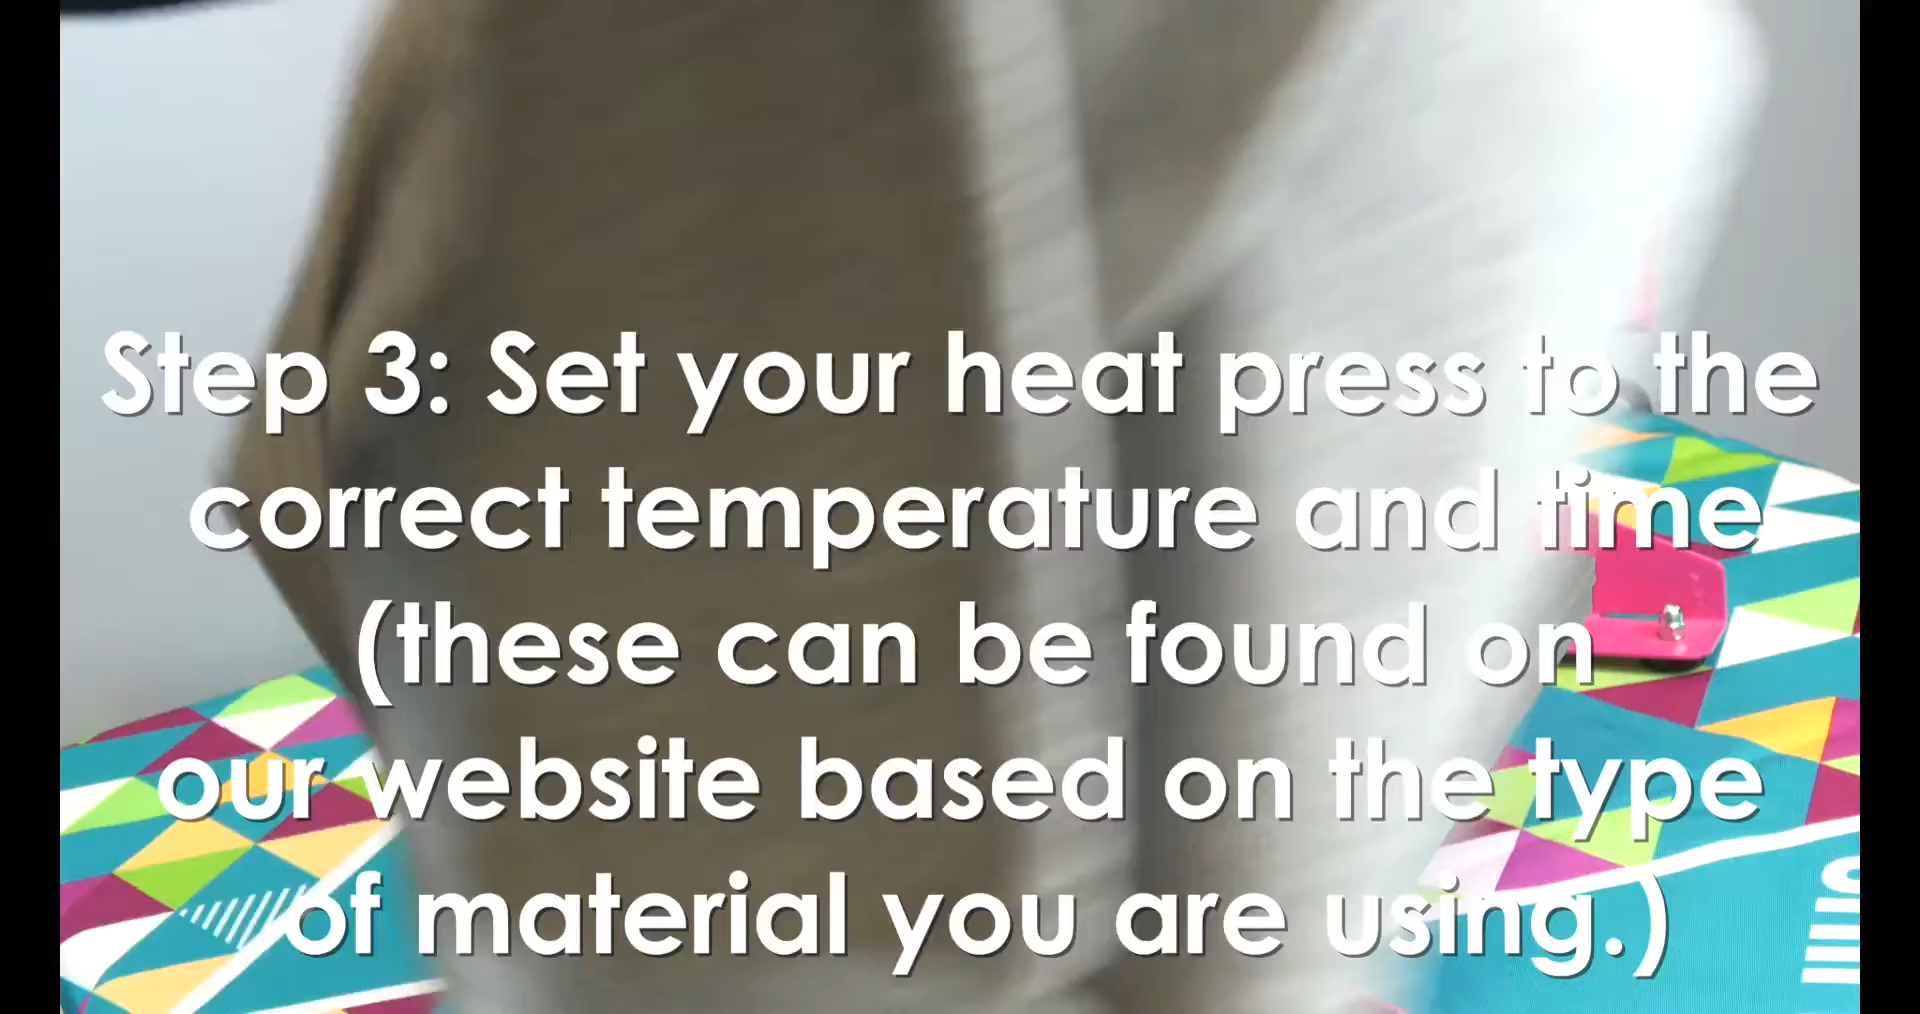 Step 3: Set your heat press to the
correct temperature and time
(these can be found on
our website based on the type
of material you are using.)